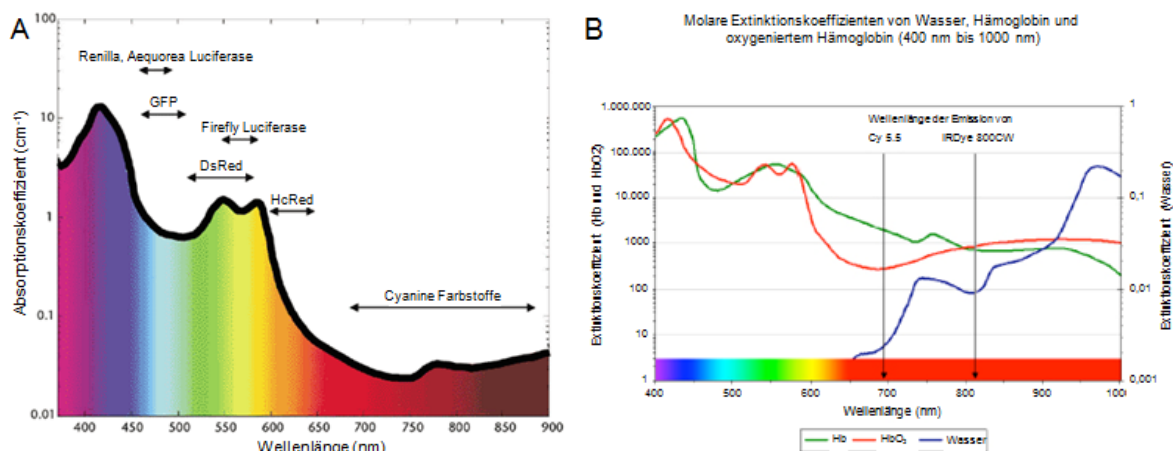 A
Absorptionskoeffizient (cm⁻¹)
100
10
1
0.1
0.01
Renilla, Aequorea Luciferase
GFP
Firefly Luciferase
DsRed
HcRed
Cyanine Farbstoffe
400 450 500 550 600 650 700 750 800 850 900
Wellenlänge (nm)
B
Molare Extinktionskoeffizienten von Wasser, Hämoglobin und
oxygeniertem Hämoglobin (400 nm bis 1000 nm)
Extinktionskoeffizient (Hb und HbO2)
1.000.000
100.000
10.000
1000
100
10
1
Wellenlänge der Emission von
Cy 5.5 IRDye 800CW
Extinktionskoeffizient (Wasser)
1
0,1
0,01
0,001
400 500 600 700 800 900 1000
Wellenlänge (nm)
Hb HbO₂ Wasser